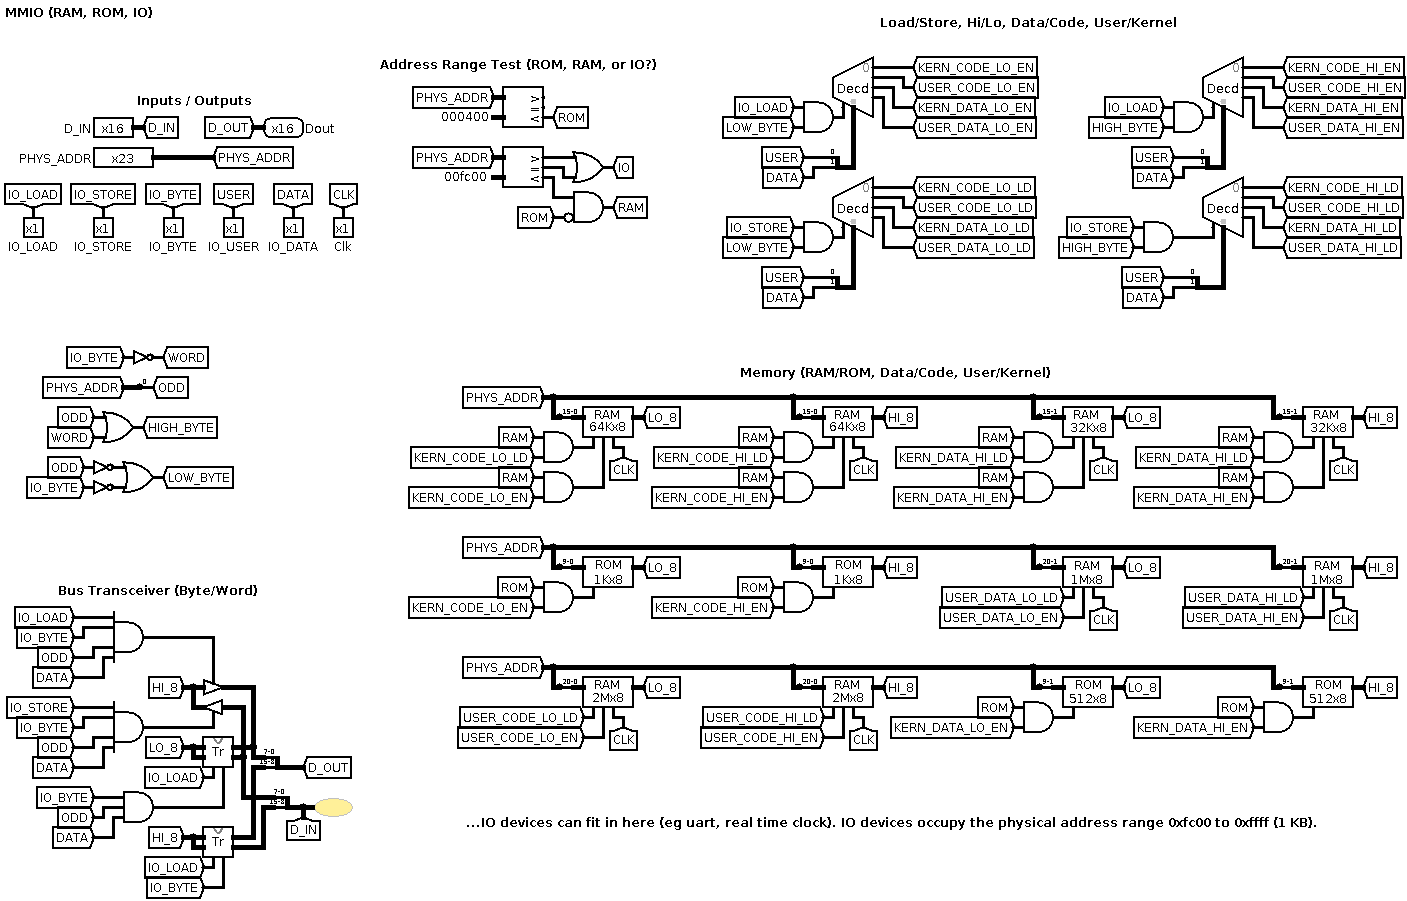 MMIO (RAM, ROM, IO)
Inputs / Outputs
D_IN x16 D_IN D_OUT x16 Dout
PHYS_ADDR x23 PHYS_ADDR
IO_LOAD IO_STORE IO_BYTE USER DATA CLK
x1 x1 x1 x1 x1 x1
IO_LOAD IO_STORE IO_BYTE IO_USER IO_DATA Clk
Address Range Test (ROM, RAM, or IO?)
PHYS_ADDR > = < ROM
000400
PHYS_ADDR > = < IO
00fc00
ROM RAM
Load/Store, Hi/Lo, Data/Code, User/Kernel
0 Decd
KERN_CODE_LO_EN
USER_CODE_LO_EN
IO_LOAD KERN_DATA_LO_EN
LOW_BYTE USER_DATA_LO_EN
USER 0
DATA 1
0 Decd
KERN_CODE_HI_EN
USER_CODE_HI_EN
IO_LOAD KERN_DATA_HI_EN
HIGH_BYTE USER_DATA_HI_EN
USER 0
DATA 1
0 Decd
KERN_CODE_LO_LD
USER_CODE_LO_LD
IO_STORE KERN_DATA_LO_LD
LOW_BYTE USER_DATA_LO_LD
USER 0
DATA 1
0 Decd
KERN_CODE_HI_LD
USER_CODE_HI_LD
IO_STORE KERN_DATA_HI_LD
HIGH_BYTE USER_DATA_HI_LD
USER 0
DATA 1
IO_BYTE WORD
PHYS_ADDR 0 ODD
ODD
WORD HIGH_BYTE
ODD
IO_BYTE LOW_BYTE
Memory (RAM/ROM, Data/Code, User/Kernel)
PHYS_ADDR
15-0 RAM 64Kx8 LO_8
RAM
KERN_CODE_LO_LD
RAM
KERN_CODE_LO_EN
CLK
15-0 RAM 64Kx8 HI_8
RAM
KERN_CODE_HI_LD
RAM
KERN_CODE_HI_EN
CLK
15-1 RAM 32Kx8 LO_8
RAM
KERN_DATA_HI_LD
RAM
KERN_DATA_HI_EN
CLK
15-1 RAM 32Kx8 HI_8
RAM
KERN_DATA_HI_LD
RAM
KERN_DATA_HI_EN
CLK
PHYS_ADDR
9-0 ROM 1Kx8 LO_8
ROM
KERN_CODE_LO_EN
9-0 ROM 1Kx8 HI_8
ROM
KERN_CODE_HI_EN
20-1 RAM 1Mx8 LO_8
USER_DATA_LO_LD
USER_DATA_LO_EN
CLK
20-1 RAM 1Mx8 HI_8
USER_DATA_HI_LD
USER_DATA_HI_EN
CLK
PHYS_ADDR
20-0 RAM 2Mx8 LO_8
USER_CODE_LO_LD
USER_CODE_LO_EN
CLK
20-0 RAM 2Mx8 HI_8
USER_CODE_HI_LD
USER_CODE_HI_EN
CLK
9-1 ROM 512x8 LO_8
ROM
KERN_DATA_LO_EN
9-1 ROM 512x8 HI_8
ROM
KERN_DATA_HI_EN
Bus Transceiver (Byte/Word)
IO_LOAD
IO_BYTE
ODD
DATA
HI_8
IO_STORE
IO_BYTE
ODD
DATA
LO_8 Tr
IO_LOAD
7-0
15-8
D_OUT
IO_BYTE
ODD
DATA
7-0
15-8
D_IN
HI_8 Tr
IO_LOAD
IO_BYTE
...IO devices can fit in here (eg uart, real time clock). IO devices occupy the physical address range 0xfc00 to 0xffff (1 KB).